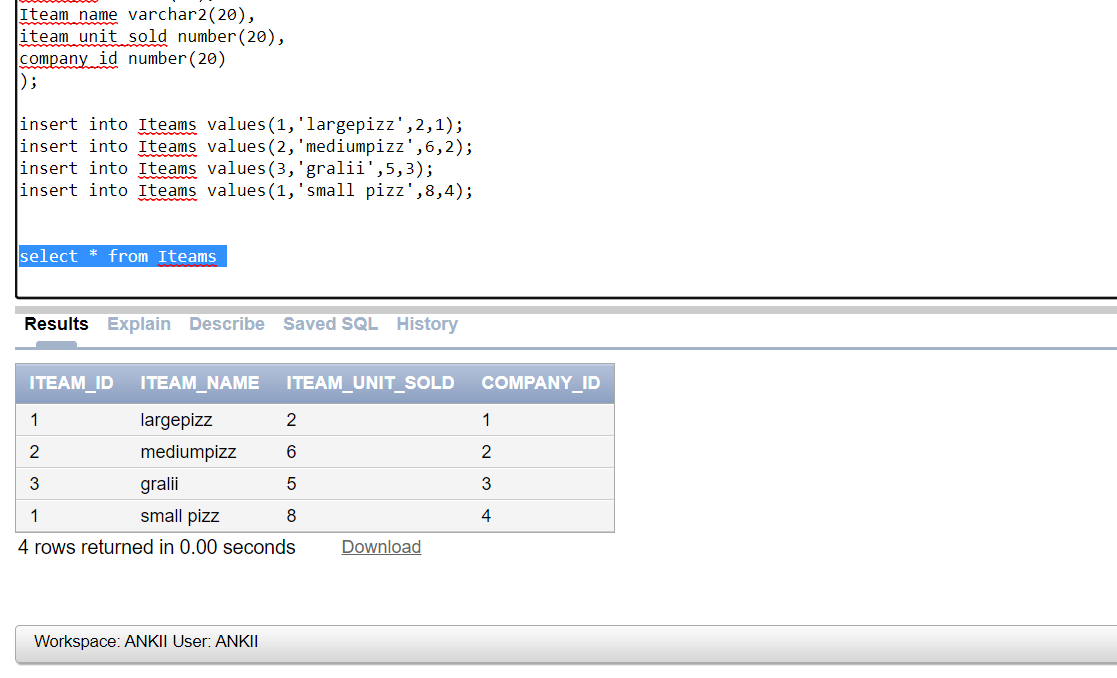 Iteam_name varchar2(20),
iteam_unit_sold number(20),
company_id number(20)
);
insert into Iteams values(1,'largepizz',2,1);
insert into Iteams values(2,'mediumpizz',6,2);
insert into Iteams values(3,'gralii',5,3);
insert into Iteams values(1,'small pizz',8,4);
select * from Iteams
Results Explain Describe Saved SQL History
ITEAM_ID ITEAM_NAME ITEAM_UNIT_SOLD COMPANY_ID
1 largepizz 2 1
2 mediumpizz 6 2
3 gralii 5 3
1 small pizz 8 4
4 rows returned in 0.00 seconds Download
Workspace: ANKII User: ANKII